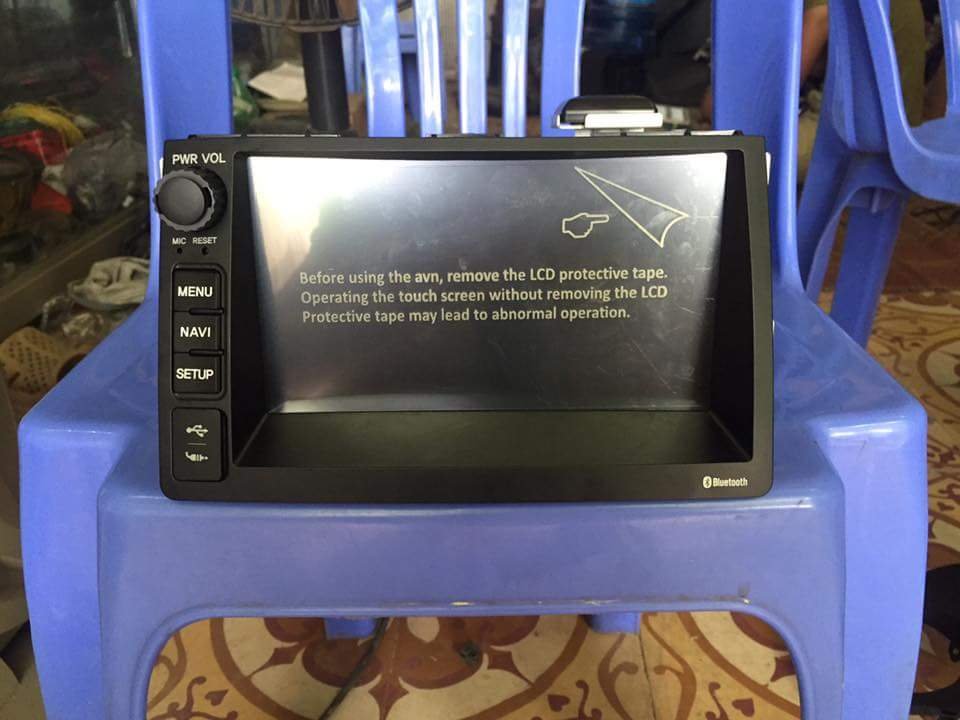 PWR VOL
MIC RESET
MENU
NAVI
SETUP
Before using the avn, remove the LCD protective tape.
Operating the touch screen without removing the LCD
Protective tape may lead to abnormal operation.
Bluetooth